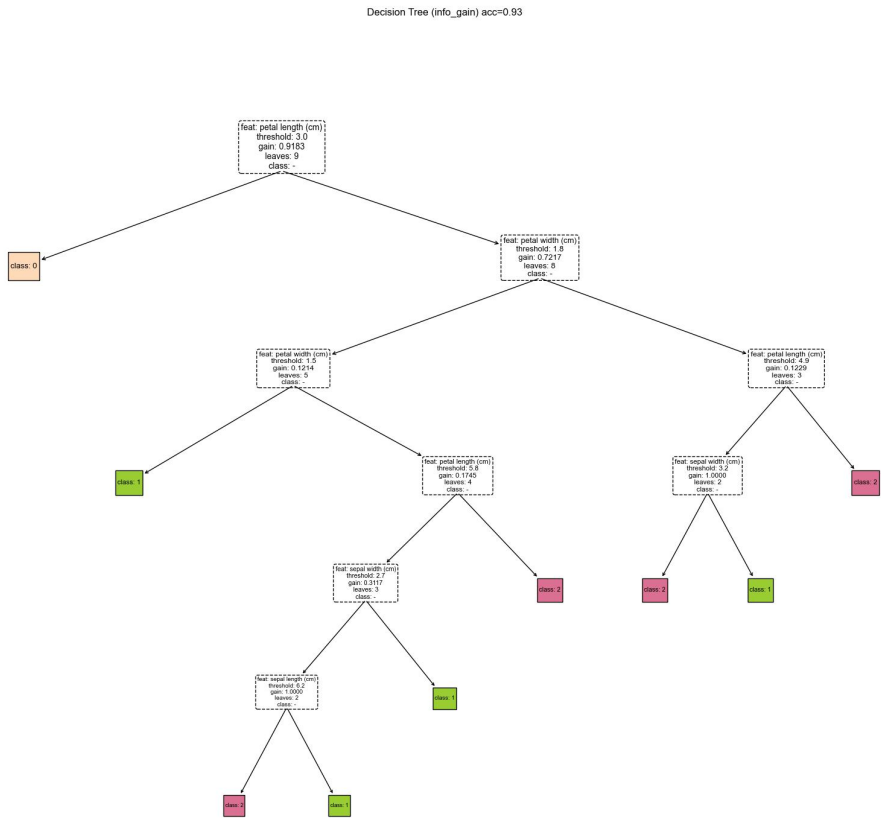 Decision Tree (info_gain) acc=0.93
feat: petal length (cm)
threshold: 3.0
gain: 0.9183
leaves: 9
class: -
class: 0
feat: petal width (cm)
threshold: 1.8
gain: 0.7217
leaves: 8
class: -
feat: petal width (cm)
threshold: 1.5
gain: 0.1214
leaves: 5
class: -
feat: petal length (cm)
threshold: 4.9
gain: 0.1229
leaves: 3
class: -
class: 1
feat: petal length (cm)
threshold: 5.8
gain: 0.1745
leaves: 4
class: -
feat: sepal width (cm)
threshold: 3.2
gain: 1.0000
leaves: 2
class: -
class: 2
feat: sepal width (cm)
threshold: 2.7
gain: 0.3117
leaves: 3
class: -
class: 2
class: 2
class: 1
feat: sepal length (cm)
threshold: 6.2
gain: 1.0000
leaves: 2
class: -
class: 1
class: 2
class: 1